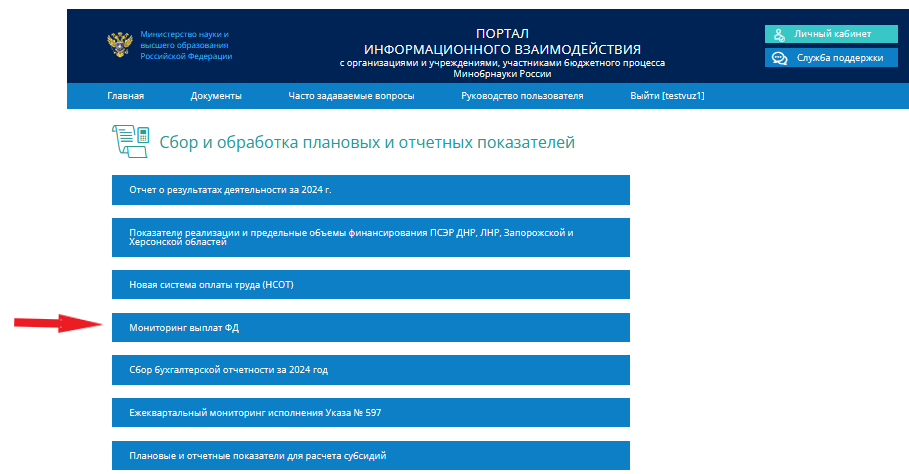 Министерство науки и
высшего образования
Российской Федерации
ПОРТАЛ
ИНФОРМАЦИОННОГО ВЗАИМОДЕЙСТВИЯ
с организациями и учреждениями, участниками бюджетного процесса
Минобрнауки России
Личный кабинет
Служба поддержки
Главная Документы Часто задаваемые вопросы Руководство пользователя Выйти [testvuz1]
Сбор и обработка плановых и отчетных показателей
Отчет о результатах деятельности за 2024 г.
Показатели реализации и предельные объемы финансирования ПСЭР ДНР, ЛНР, Запорожской и
Херсонской областей
Новая система оплаты труда (НСОТ)
Мониторинг выплат ФД
Сбор бухгалтерской отчетности за 2024 год
Ежеквартальный мониторинг исполнения Указа № 597
Плановые и отчетные показатели для расчета субсидий